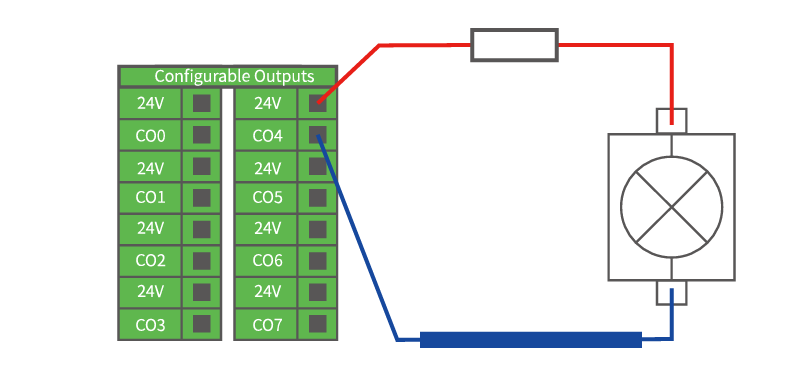 Configurable Outputs
24V 24V
CO0 CO4
24V 24V
CO1 CO5
24V 24V
CO2 CO6
24V 24V
CO3 CO7